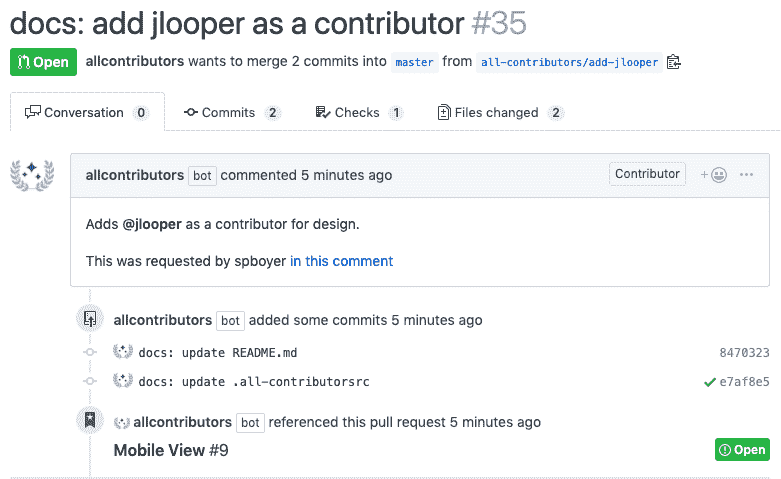 docs: add jlooper as a contributor #35
Open allcontributors wants to merge 2 commits into master from all-contributors/add-jlooper
Conversation 0 Commits 2 Checks 1 Files changed 2
allcontributors bot commented 5 minutes ago Contributor
Adds @jlooper as a contributor for design.
This was requested by spboyer in this comment
allcontributors bot added some commits 5 minutes ago
docs: update README.md 8470323
docs: update .all-contributorsrc e7af8e5
allcontributors bot referenced this pull request 5 minutes ago
Mobile View #9 Open